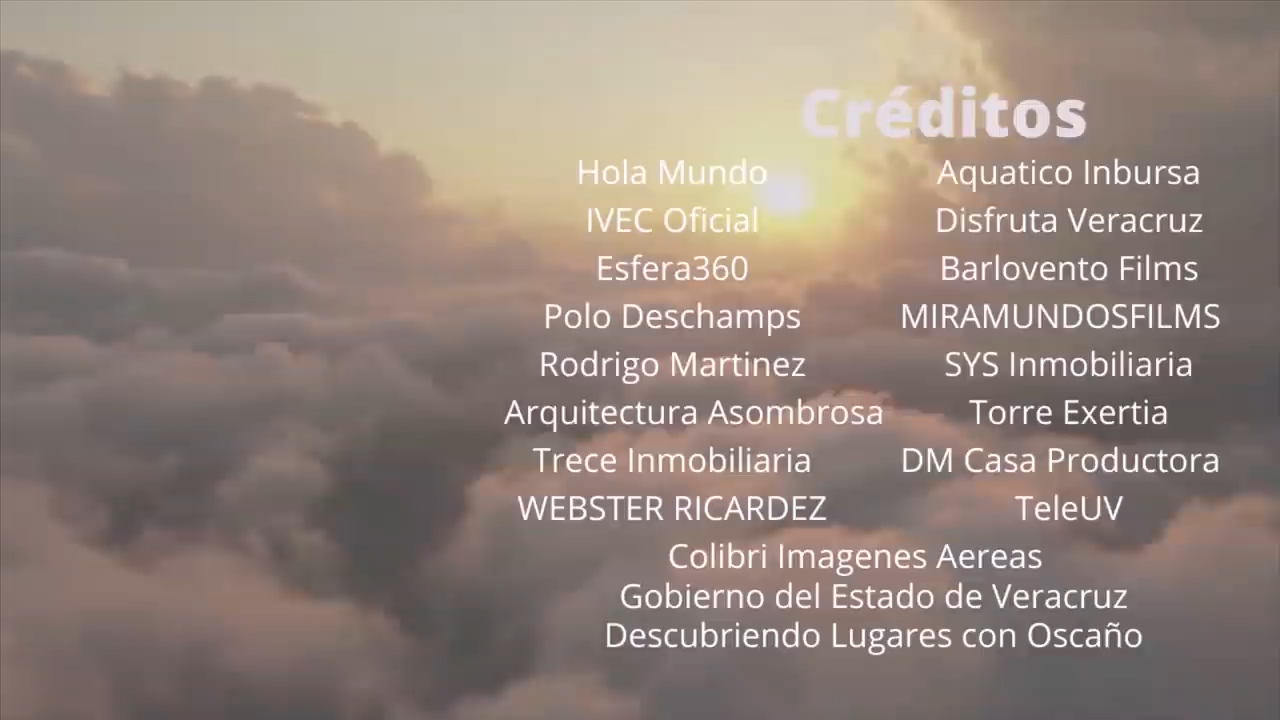 Créditos
Hola Mundo
Aquatico Inbursa
IVEC Oficial
Disfruta Veracruz
Esfera360
Barlovento Films
Polo Deschamps
MIRAMUNDOSFILMS
Rodrigo Martinez
SYS Inmobiliaria
Arquitectura Asombrosa
Torre Exertia
Trece Inmobiliaria
DM Casa Productora
WEBSTER RICARDEZ
TeleUV
Colibri Imagenes Aereas
Gobierno del Estado de Veracruz
Descubriendo Lugares con Oscaño